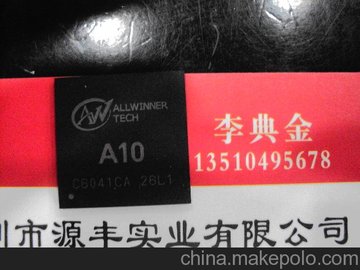 ALLWINNER
TECH
A10
C6041CA 26L1
李典金
13510495678
圳市源丰实业有限公司
china.makepolo.com